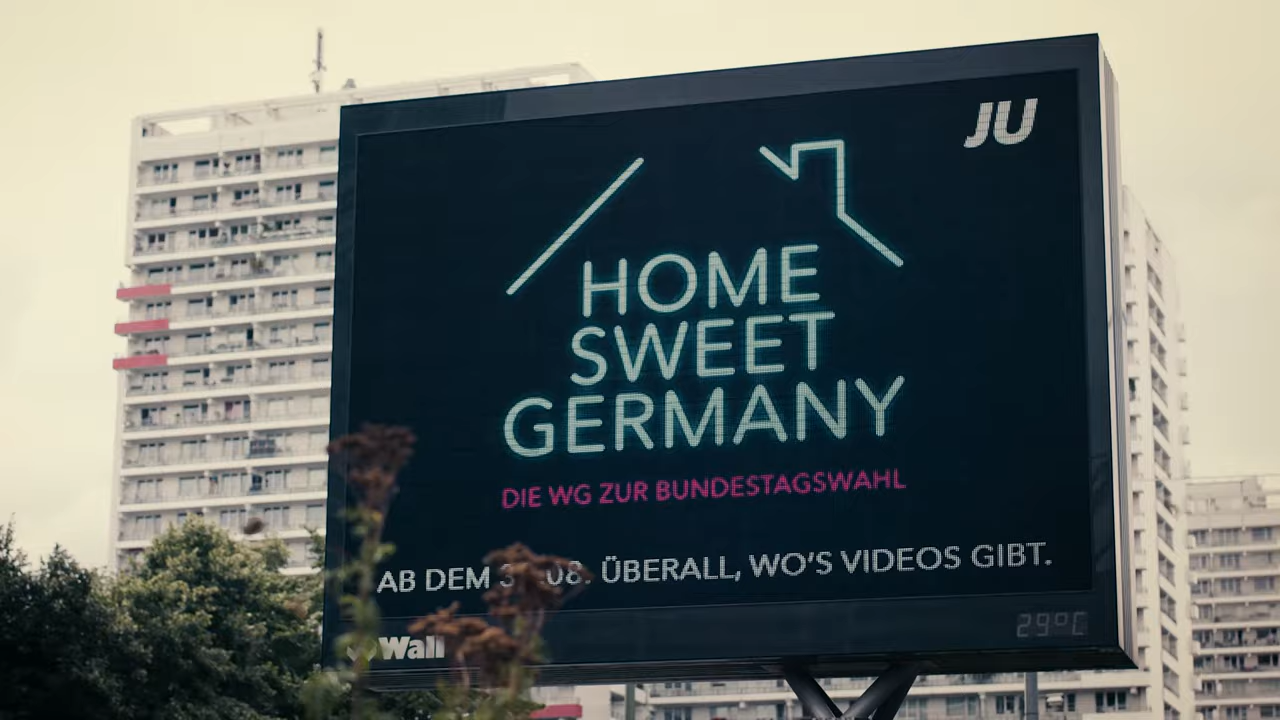 JU
HOME
SWEET
GERMANY
DIE WG ZUR BUNDESTAGSWAHL
AB DEM 08. ÜBERALL, WO'S VIDEOS GIBT.
Wall
29°C